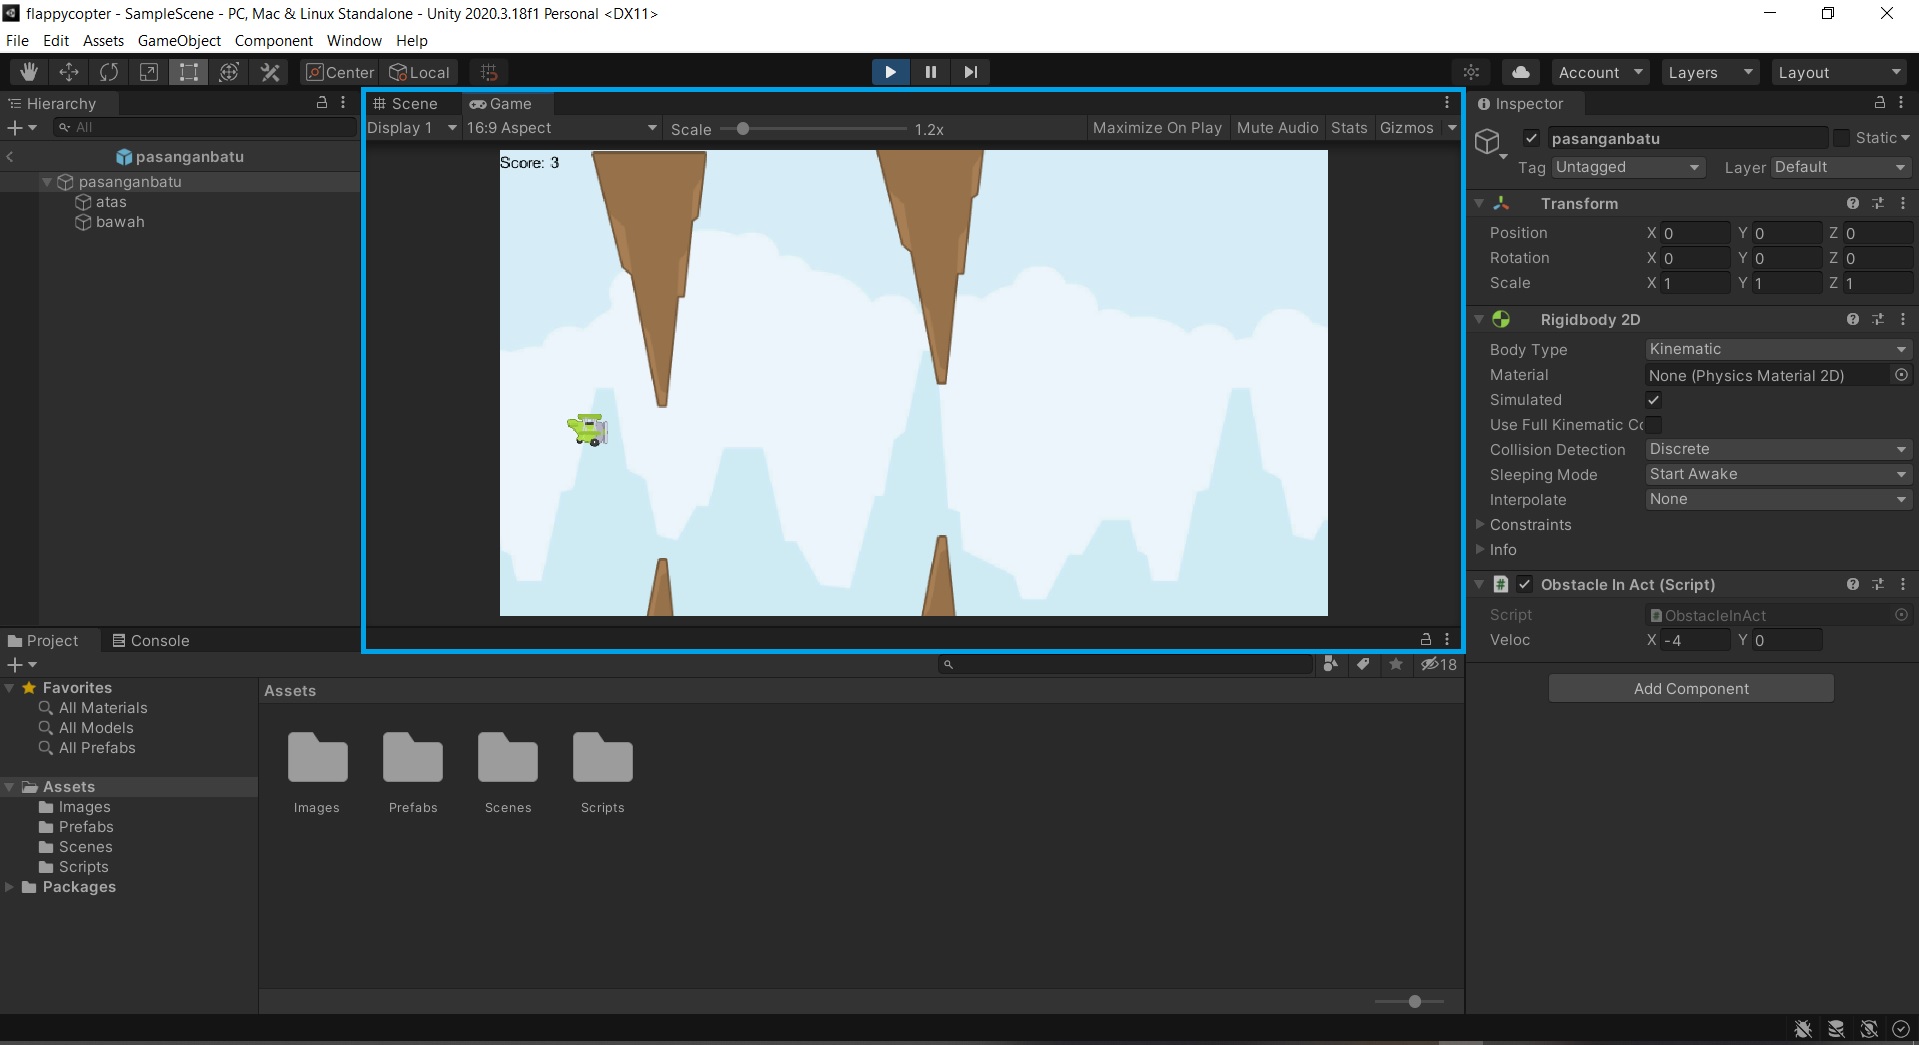 flappycopter - SampleScene - PC, Mac & Linux Standalone - Unity 2020.3.18f1 Personal <DX11>
File Edit Assets GameObject Component Window Help
Center Local
Account Layers Layout
Hierarchy
All
pasanganbatu
pasanganbatu
atas
bawah
Scene Game
Display 1 16:9 Aspect Scale 1.2x Maximize On Play Mute Audio Stats Gizmos
Score: 3
Inspector
pasanganbatu Static
Tag Untagged Layer Default
Transform
Position X 0 Y 0 Z 0
Rotation X 0 Y 0 Z 0
Scale X 1 Y 1 Z 1
Rigidbody 2D
Body Type Kinematic
Material None (Physics Material 2D)
Simulated
Use Full Kinematic Co
Collision Detection Discrete
Sleeping Mode Start Awake
Interpolate None
Constraints
Info
Obstacle In Act (Script)
Script ObstacleInAct
Veloc X -4 Y 0
Add Component
Project Console
18
Favorites
All Materials
All Models
All Prefabs
Assets
Images
Prefabs
Scenes
Scripts
Packages
Assets
Images Prefabs Scenes Scripts